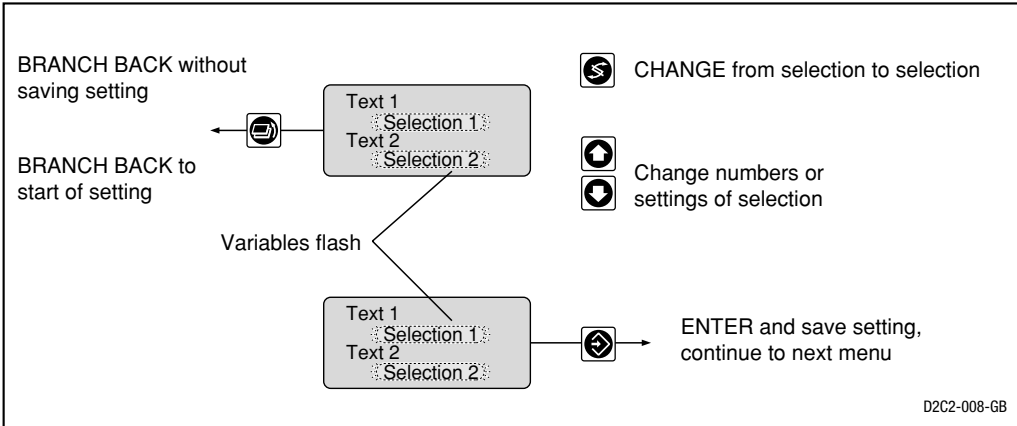 BRANCH BACK without
saving setting
BRANCH BACK to
start of setting
Text 1
Selection 1
Text 2
Selection 2
CHANGE from selection to selection
Change numbers or
settings of selection
Variables flash
Text 1
Selection 1
Text 2
Selection 2
ENTER and save setting,
continue to next menu
D2C2-008-GB